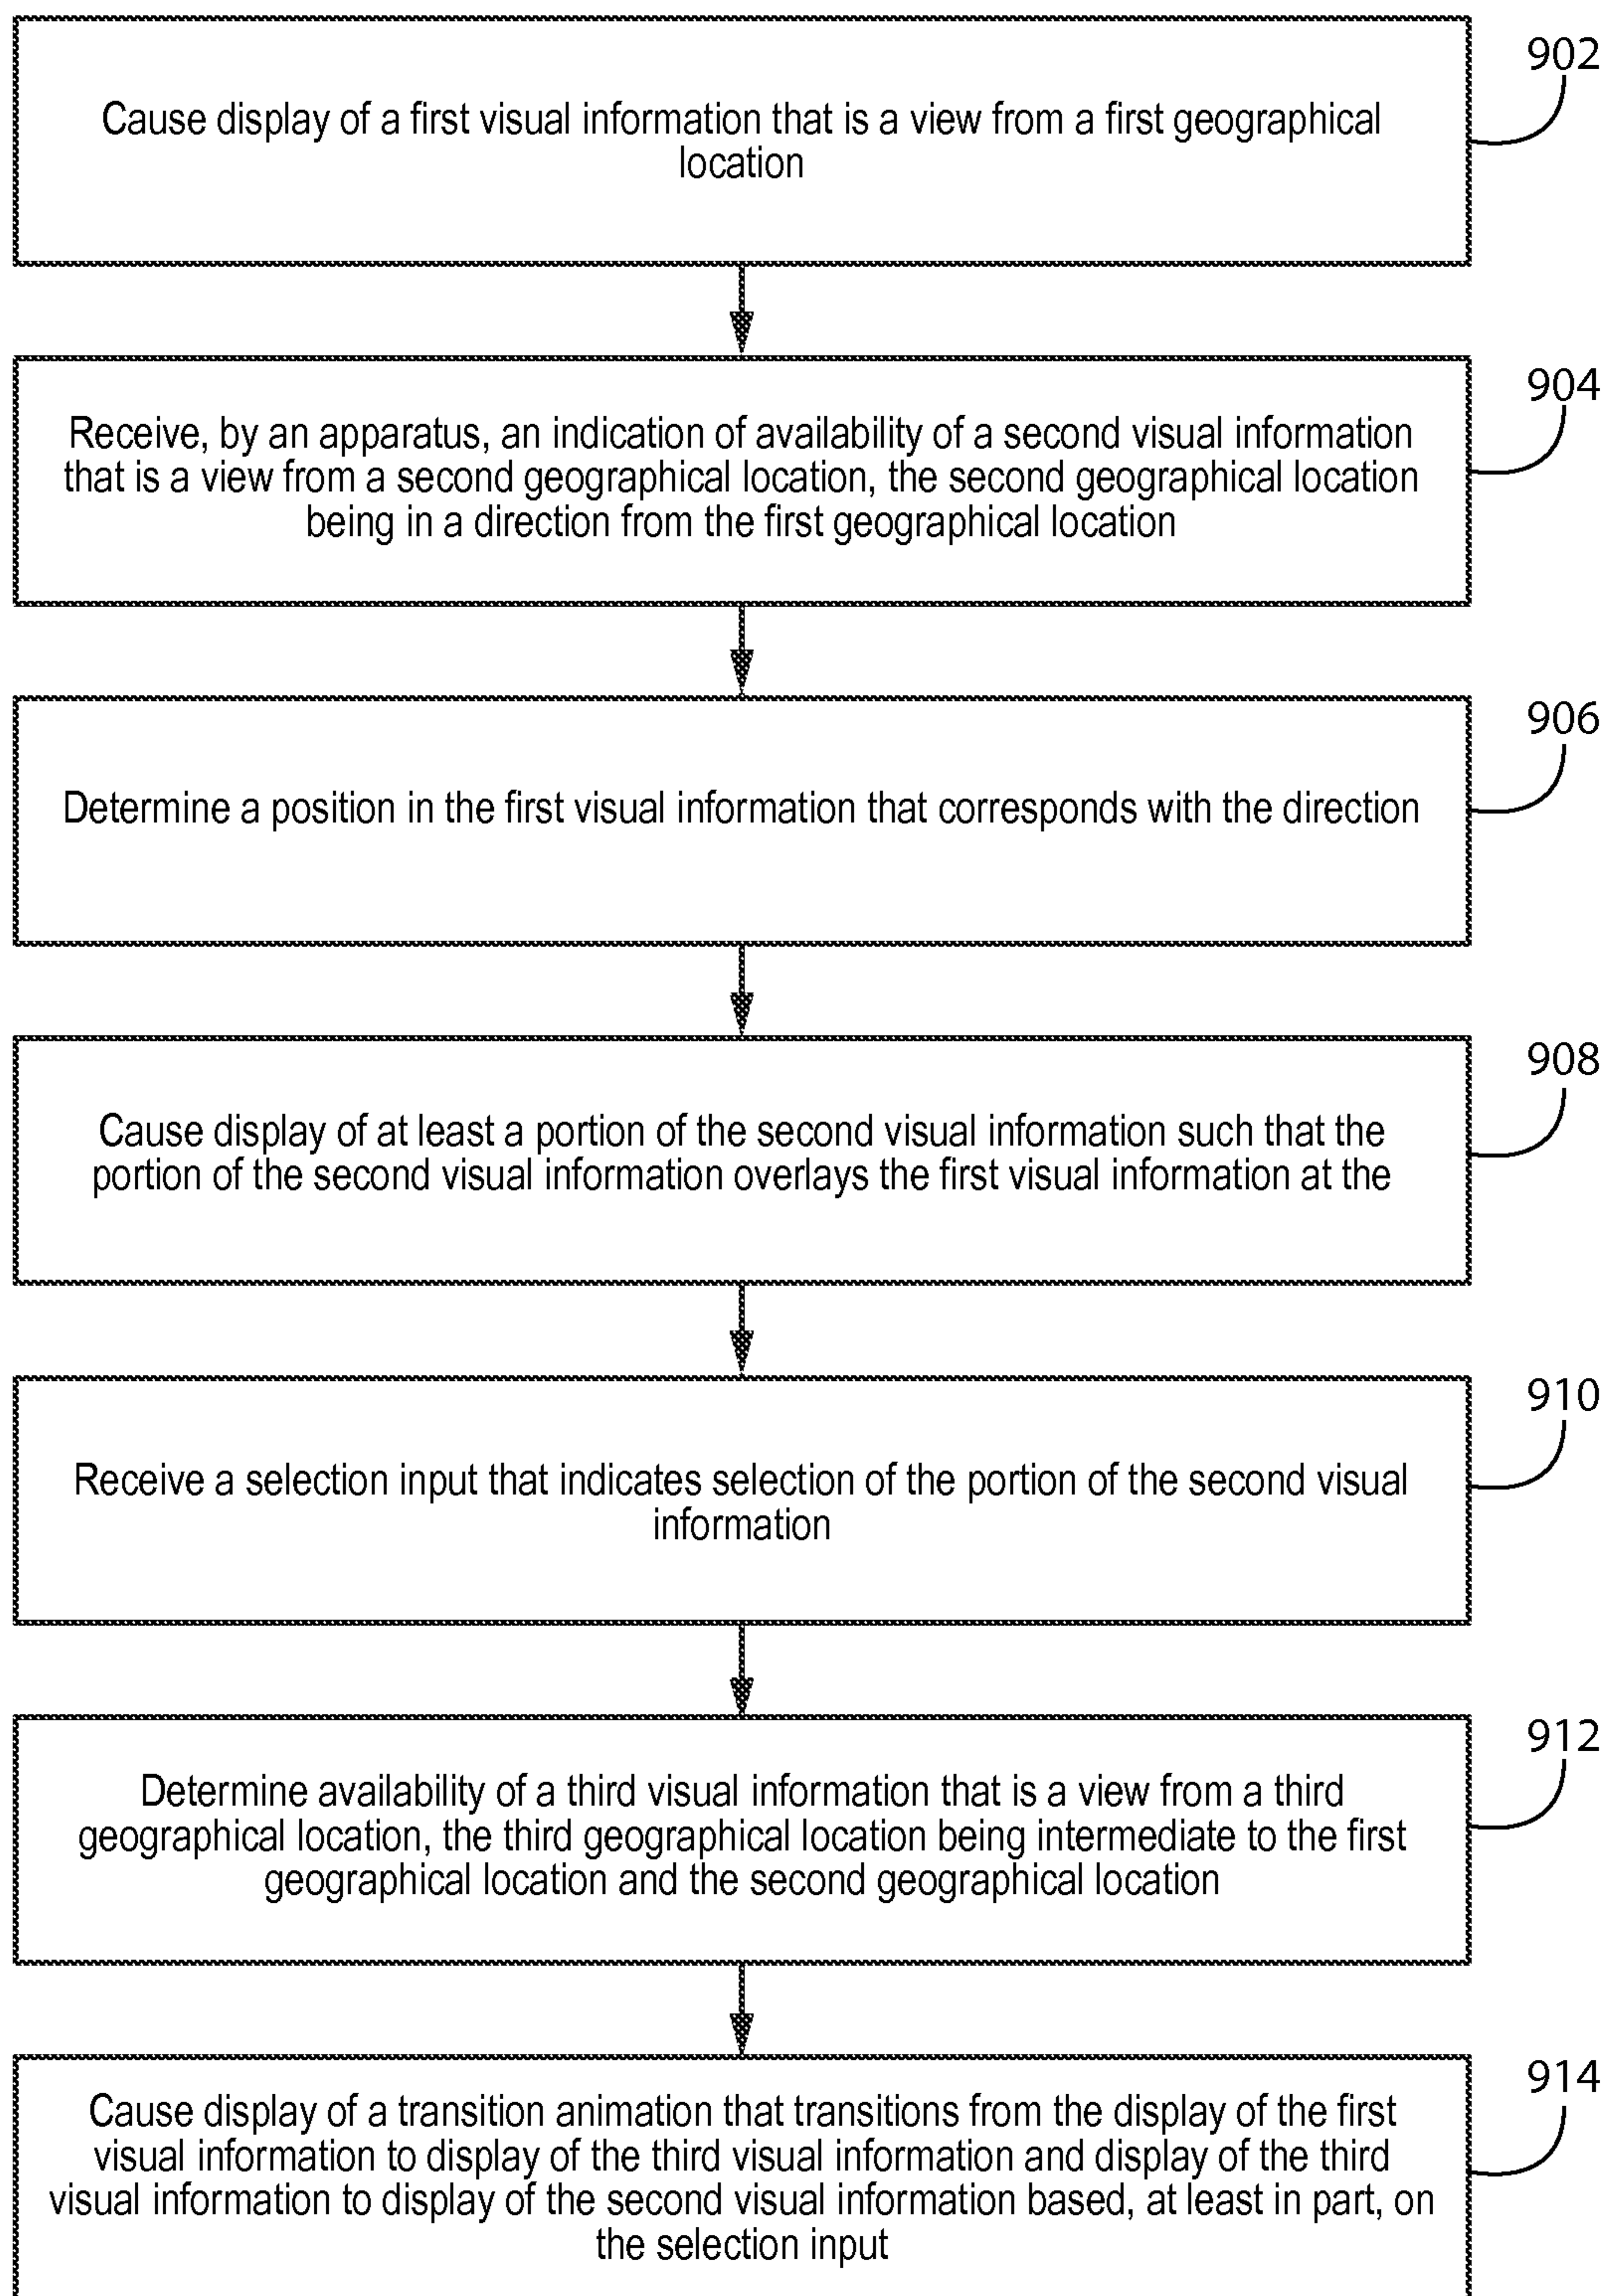 902
Cause display of a first visual information that is a view from a first geographical
location
904
Receive, by an apparatus, an indication of availability of a second visual information
that is a view from a second geographical location, the second geographical location
being in a direction from the first geographical location
906
Determine a position in the first visual information that corresponds with the direction
908
Cause display of at least a portion of the second visual information such that the
portion of the second visual information overlays the first visual information at the
910
Receive a selection input that indicates selection of the portion of the second visual
information
912
Determine availability of a third visual information that is a view from a third
geographical location, the third geographical location being intermediate to the first
geographical location and the second geographical location
914
Cause display of a transition animation that transitions from the display of the first
visual information to display of the third visual information and display of the third
visual information to display of the second visual information based, at least in part, on
the selection input